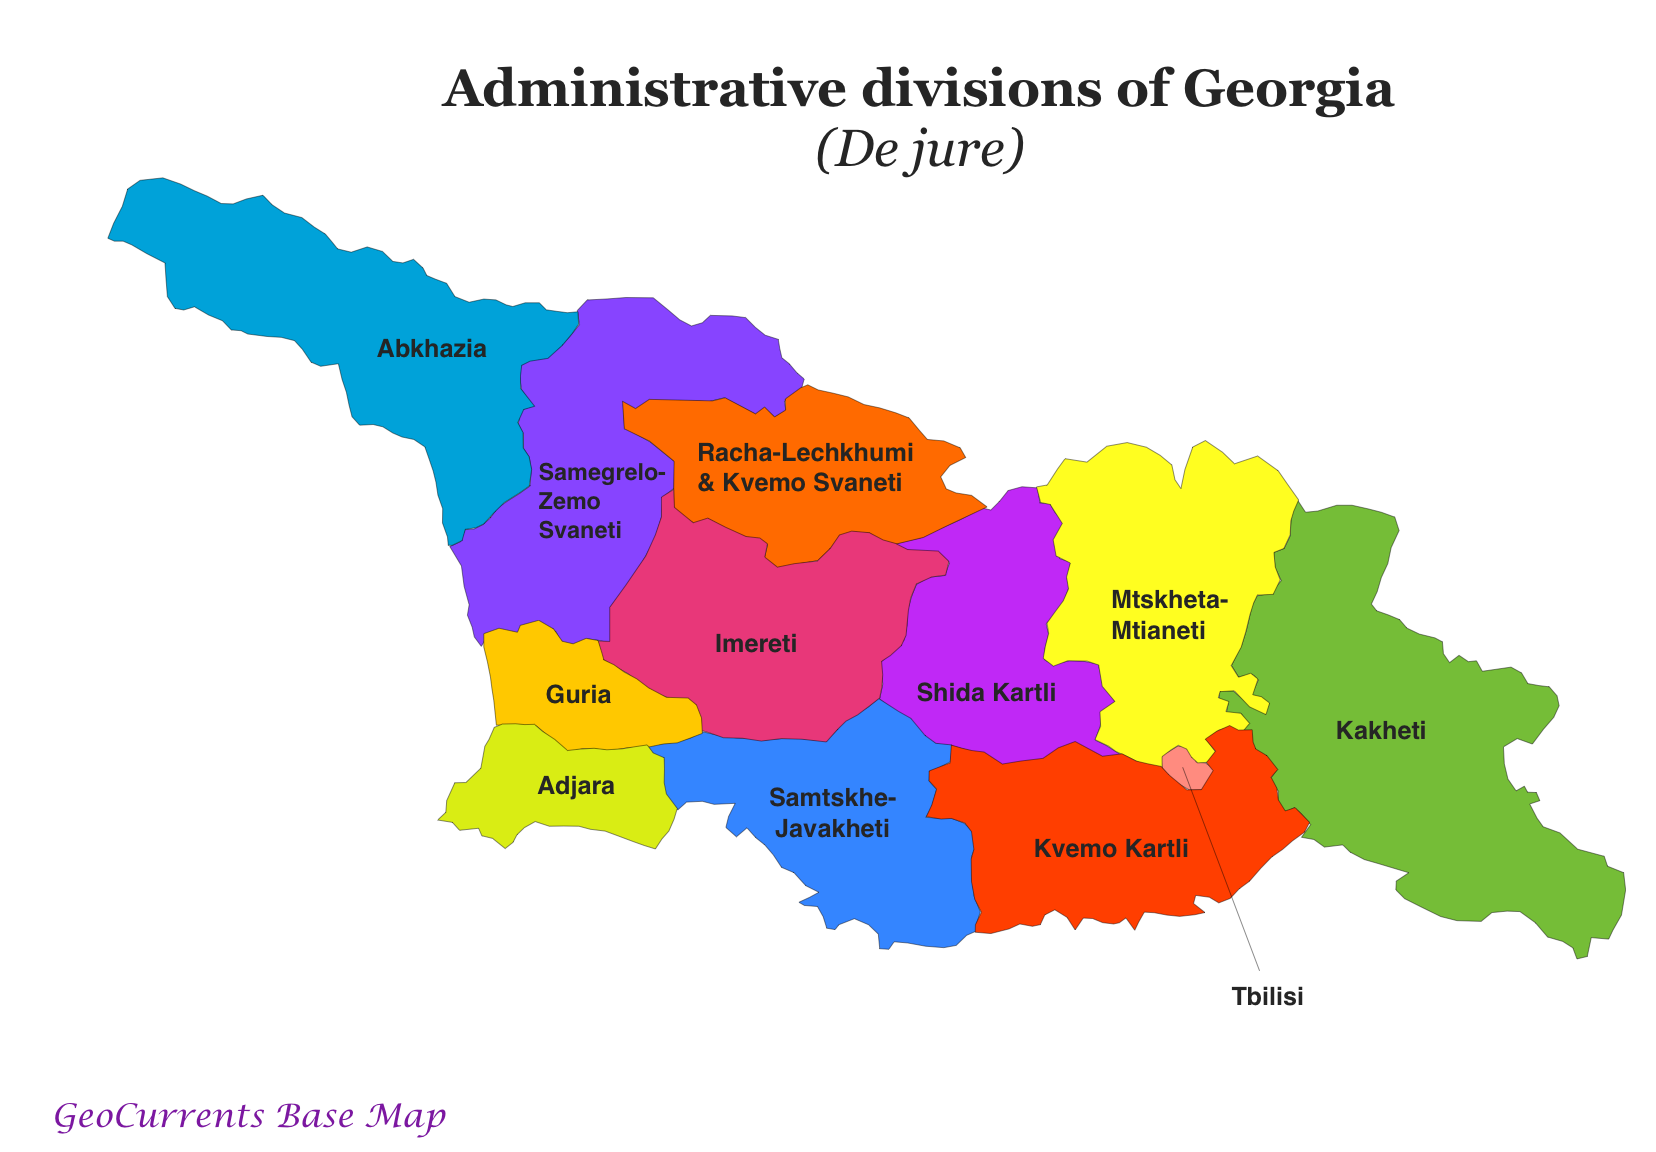 Administrative divisions of Georgia
(De jure)
Abkhazia
Racha-Lechkhumi
& Kvemo Svaneti
Samegrelo-
Zemo
Svaneti
Mtskheta-
Mtianeti
Imereti
Guria
Shida Kartli
Kakheti
Adjara
Samtskhe-
Javakheti
Kvemo Kartli
Tbilisi
GeoCurrents Base Map